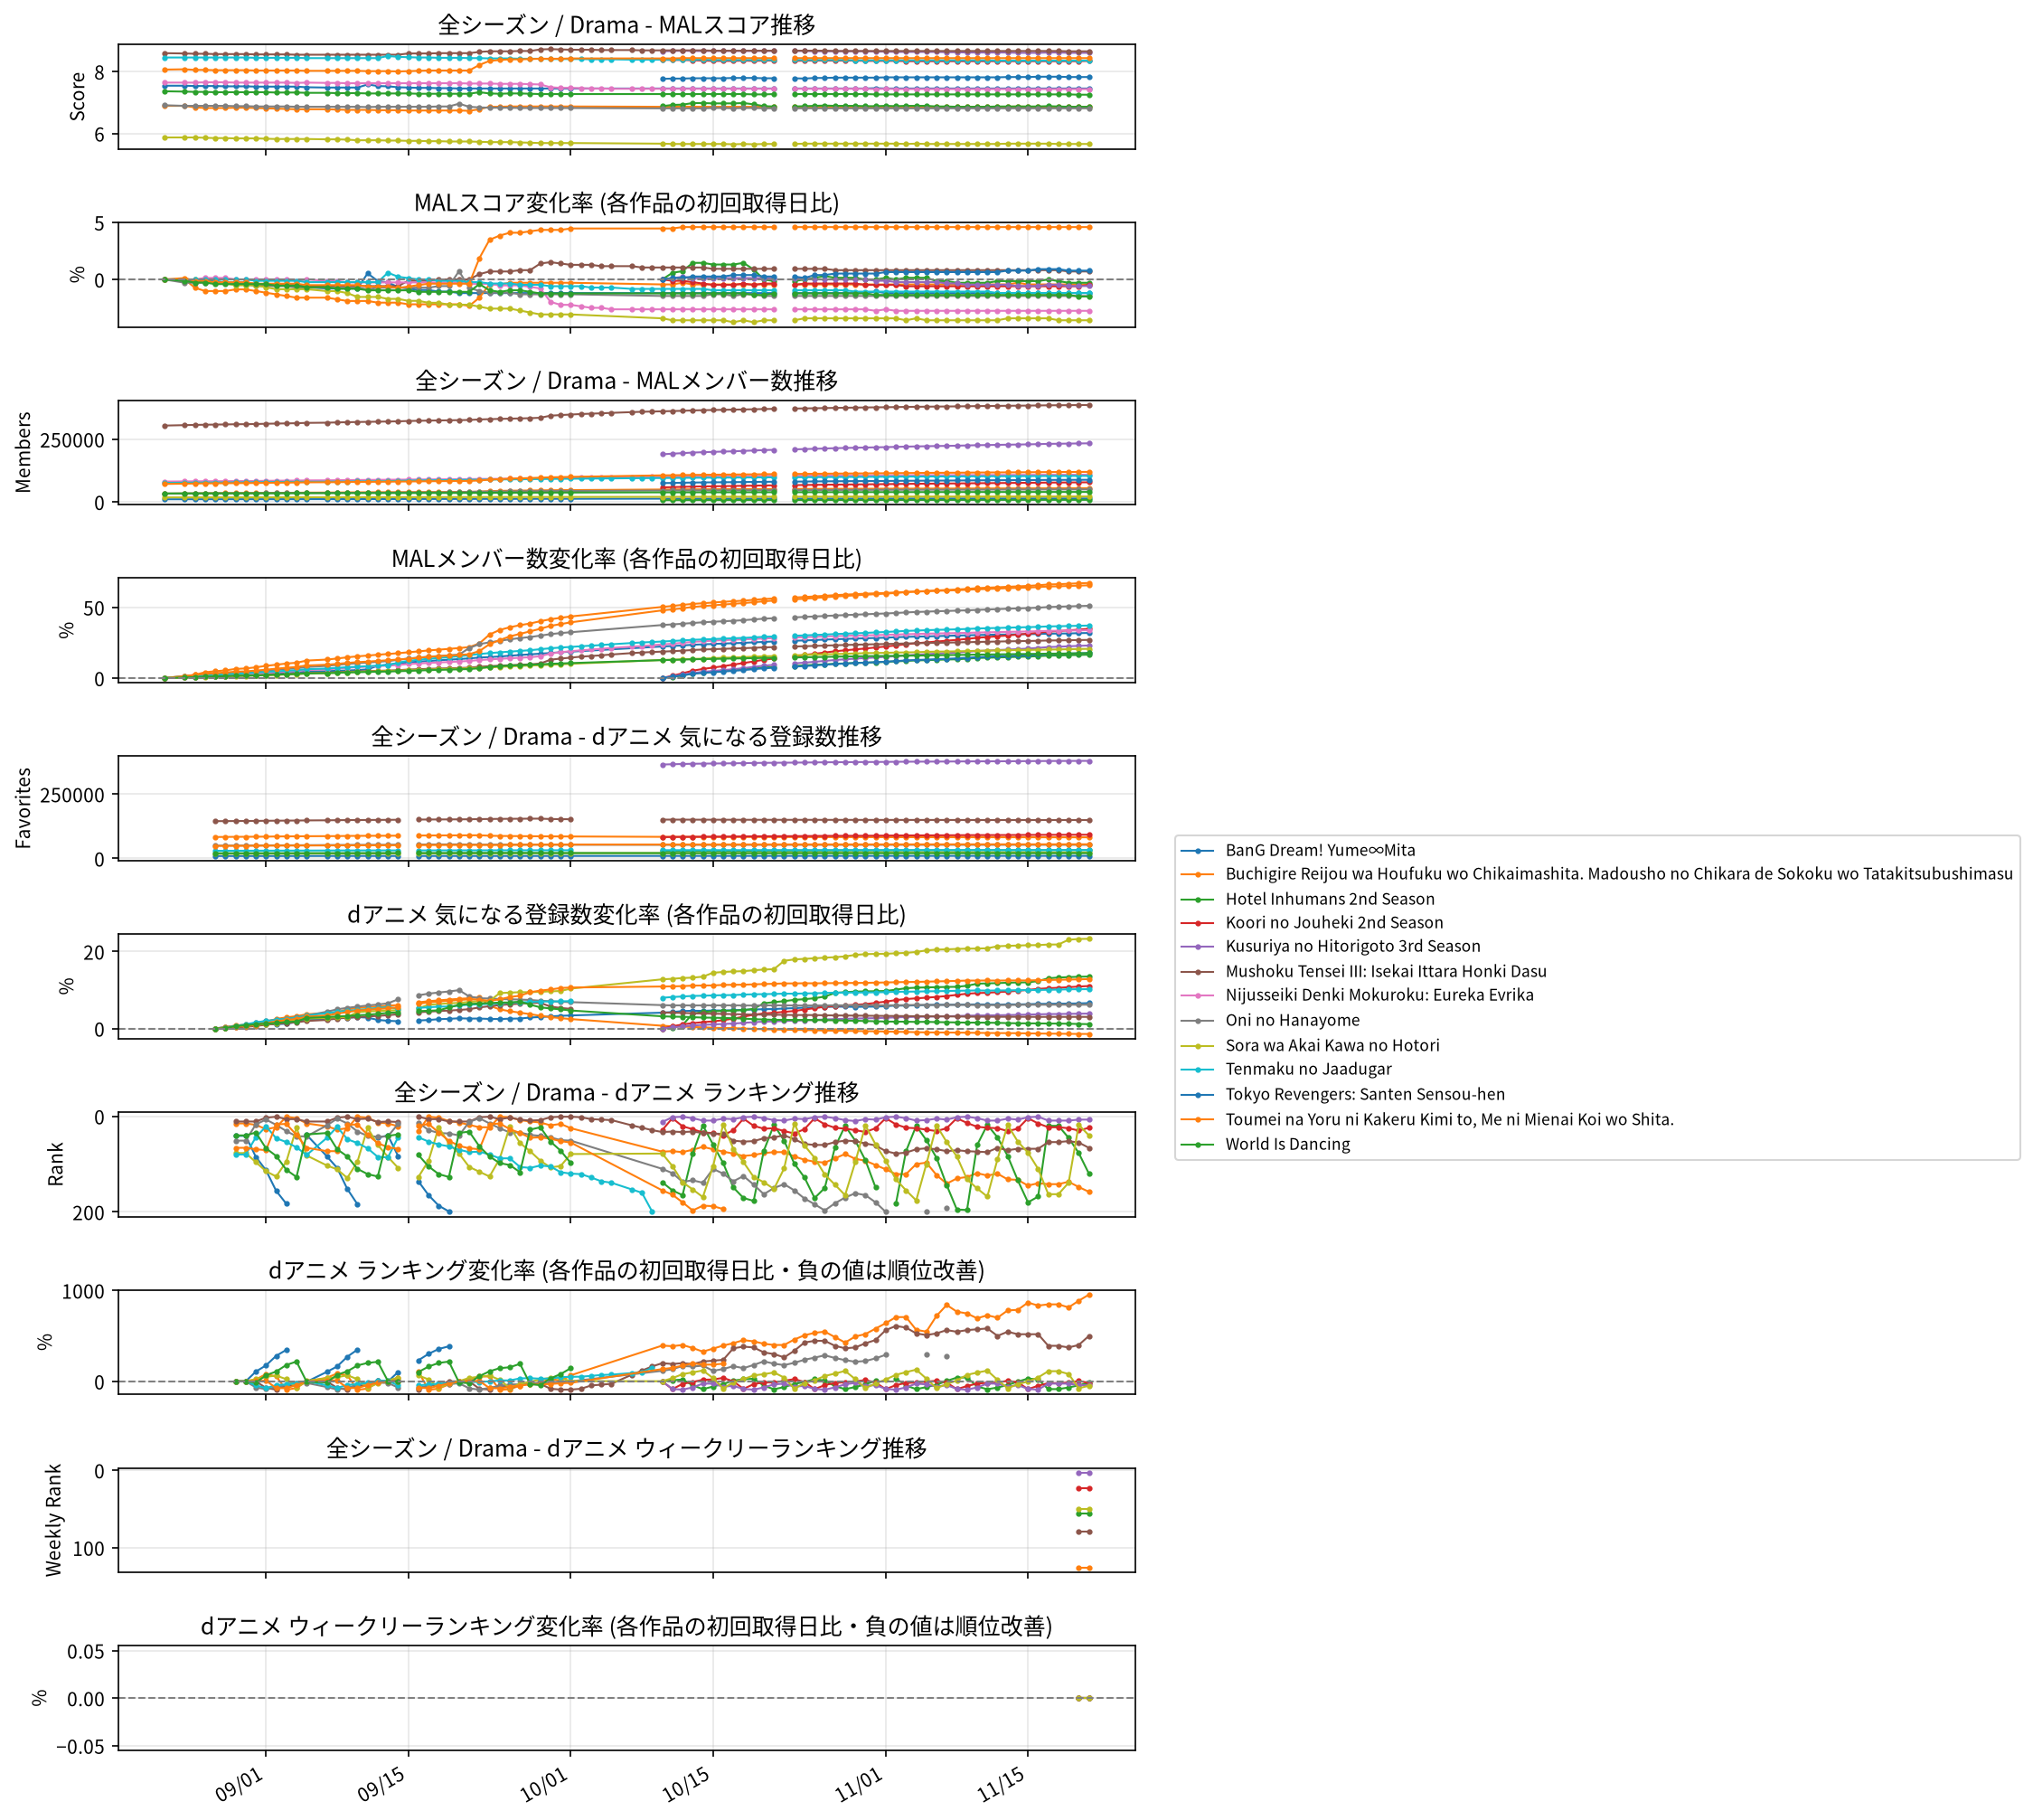 全シーズン / Drama - MALスコア推移
Score
8
6
MALスコア変化率 (各作品の初回取得日比)
%
5
0
全シーズン / Drama - MALメンバー数推移
Members
250000
0
MALメンバー数変化率 (各作品の初回取得日比)
%
50
0
全シーズン / Drama - dアニメ 気になる登録数推移
Favorites
250000
0
dアニメ 気になる登録数変化率 (各作品の初回取得日比)
%
20
0
全シーズン / Drama - dアニメ ランキング推移
Rank
0
200
dアニメ ランキング変化率 (各作品の初回取得日比・負の値は順位改善)
%
1000
0
全シーズン / Drama - dアニメ ウィークリーランキング推移
Weekly Rank
0
100
dアニメ ウィークリーランキング変化率 (各作品の初回取得日比・負の値は順位改善)
%
0.05
0.00
−0.05
09/01
09/15
10/01
10/15
11/01
11/15
BanG Dream! Yume∞Mita
Buchigire Reijou wa Houfuku wo Chikaimashita. Madousho no Chikara de Sokoku wo Tatakitsubushimasu
Hotel Inhumans 2nd Season
Koori no Jouheki 2nd Season
Kusuriya no Hitorigoto 3rd Season
Mushoku Tensei III: Isekai Ittara Honki Dasu
Nijusseiki Denki Mokuroku: Eureka Evrika
Oni no Hanayome
Sora wa Akai Kawa no Hotori
Tenmaku no Jaadugar
Tokyo Revengers: Santen Sensou-hen
Toumei na Yoru ni Kakeru Kimi to, Me ni Mienai Koi wo Shita.
World Is Dancing